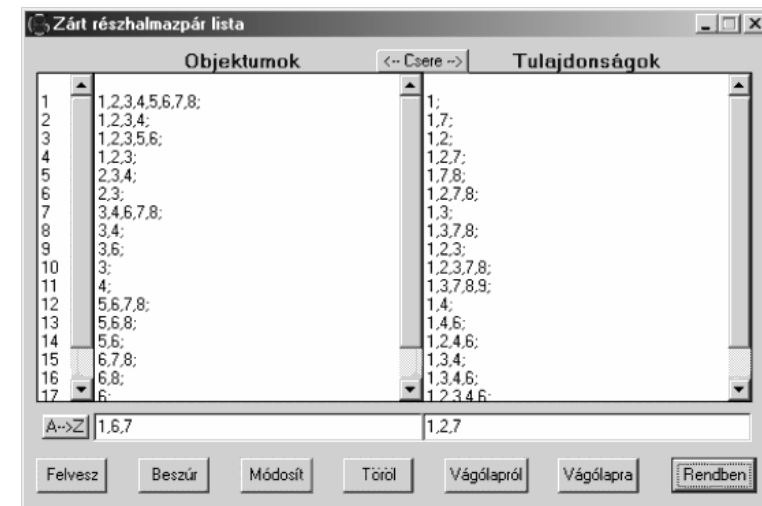 Zárt részhalmazpár lista
Objektumok <-- Csere --> Tulajdonságok
1 1,2,3,4,5,6,7,8; 1;
2 1,2,3,4; 1,7;
3 1,2,3,5,6; 1,2;
4 1,2,3; 1,2,7;
5 2,3,4; 1,7,8;
6 2,3; 1,2,7,8;
7 3,4,6,7,8; 1,3;
8 3,4; 1,3,7,8;
9 3,6; 1,2,3;
10 3; 1,2,3,7,8;
11 4; 1,3,7,8,9;
12 5,6,7,8; 1,4;
13 5,6,8; 1,4,6;
14 5,6; 1,2,4,6;
15 6,7,8; 1,3,4;
16 6,8; 1,3,4,6;
17 6; 1,2,3,4,6;
A-->Z 1,6,7 1,2,7
Felvesz Beszúr Módosít Töröl Vágólapról Vágólapra Rendben